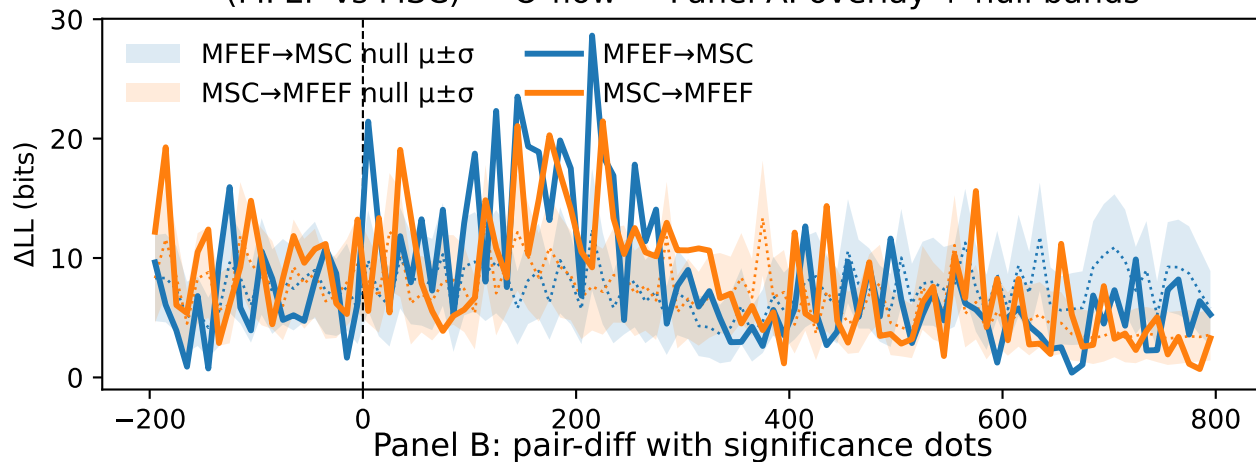 30
MFEF→MSC null μ±σ
MFEF→MSC
MSC→MFEF null μ±σ
MSC→MFEF
20
ΔLL (bits)
10
0
−200
0
200
400
600
800
Panel B: pair-diff with significance dots